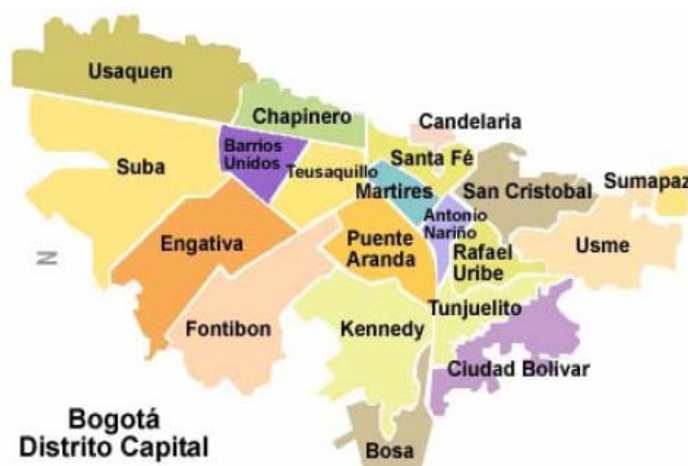 Usaquen
Chapinero
Candelaria
Barrios
Unidos
Suba
Teusaquillo
Santa Fé
Martires
San Cristobal
Sumapaz
Antonio
Nariño
Engativa
Puente
Aranda
Rafael
Uribe
Usme
N
Fontibon
Kennedy
Tunjuelito
Ciudad Bolivar
Bosa
Bogotá
Distrito Capital